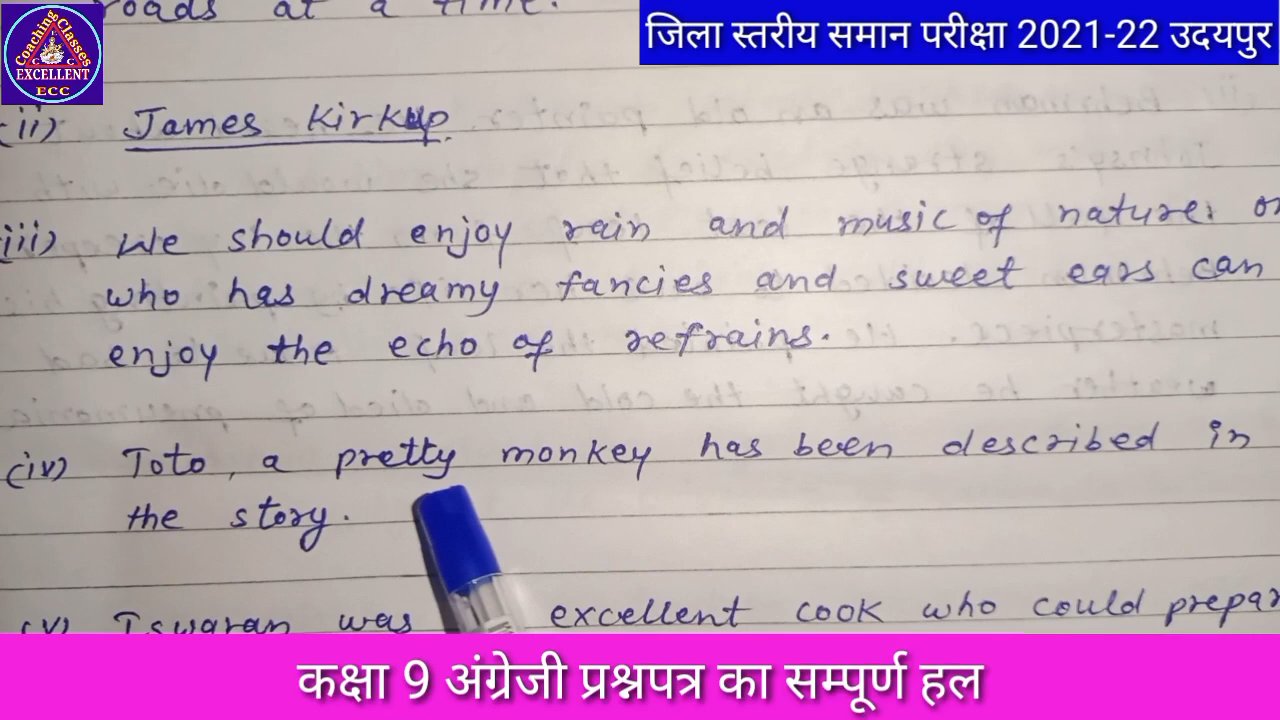 roads at a time.
जिला स्तरीय समान परीक्षा 2021-22 उदयपुर
Coaching Classes
C C
EXCELLENT
ECC
(ii) James Kirkup
(iii) We should enjoy rain and music of nature. on
who has dreamy fancies and sweet ears can
enjoy the echo of refrains.
(iv) Toto, a pretty monkey has been described in
the story.
(v) Iswaran was excellent cook who could prepar
कक्षा 9 अंग्रेजी प्रश्नपत्र का सम्पूर्ण हल